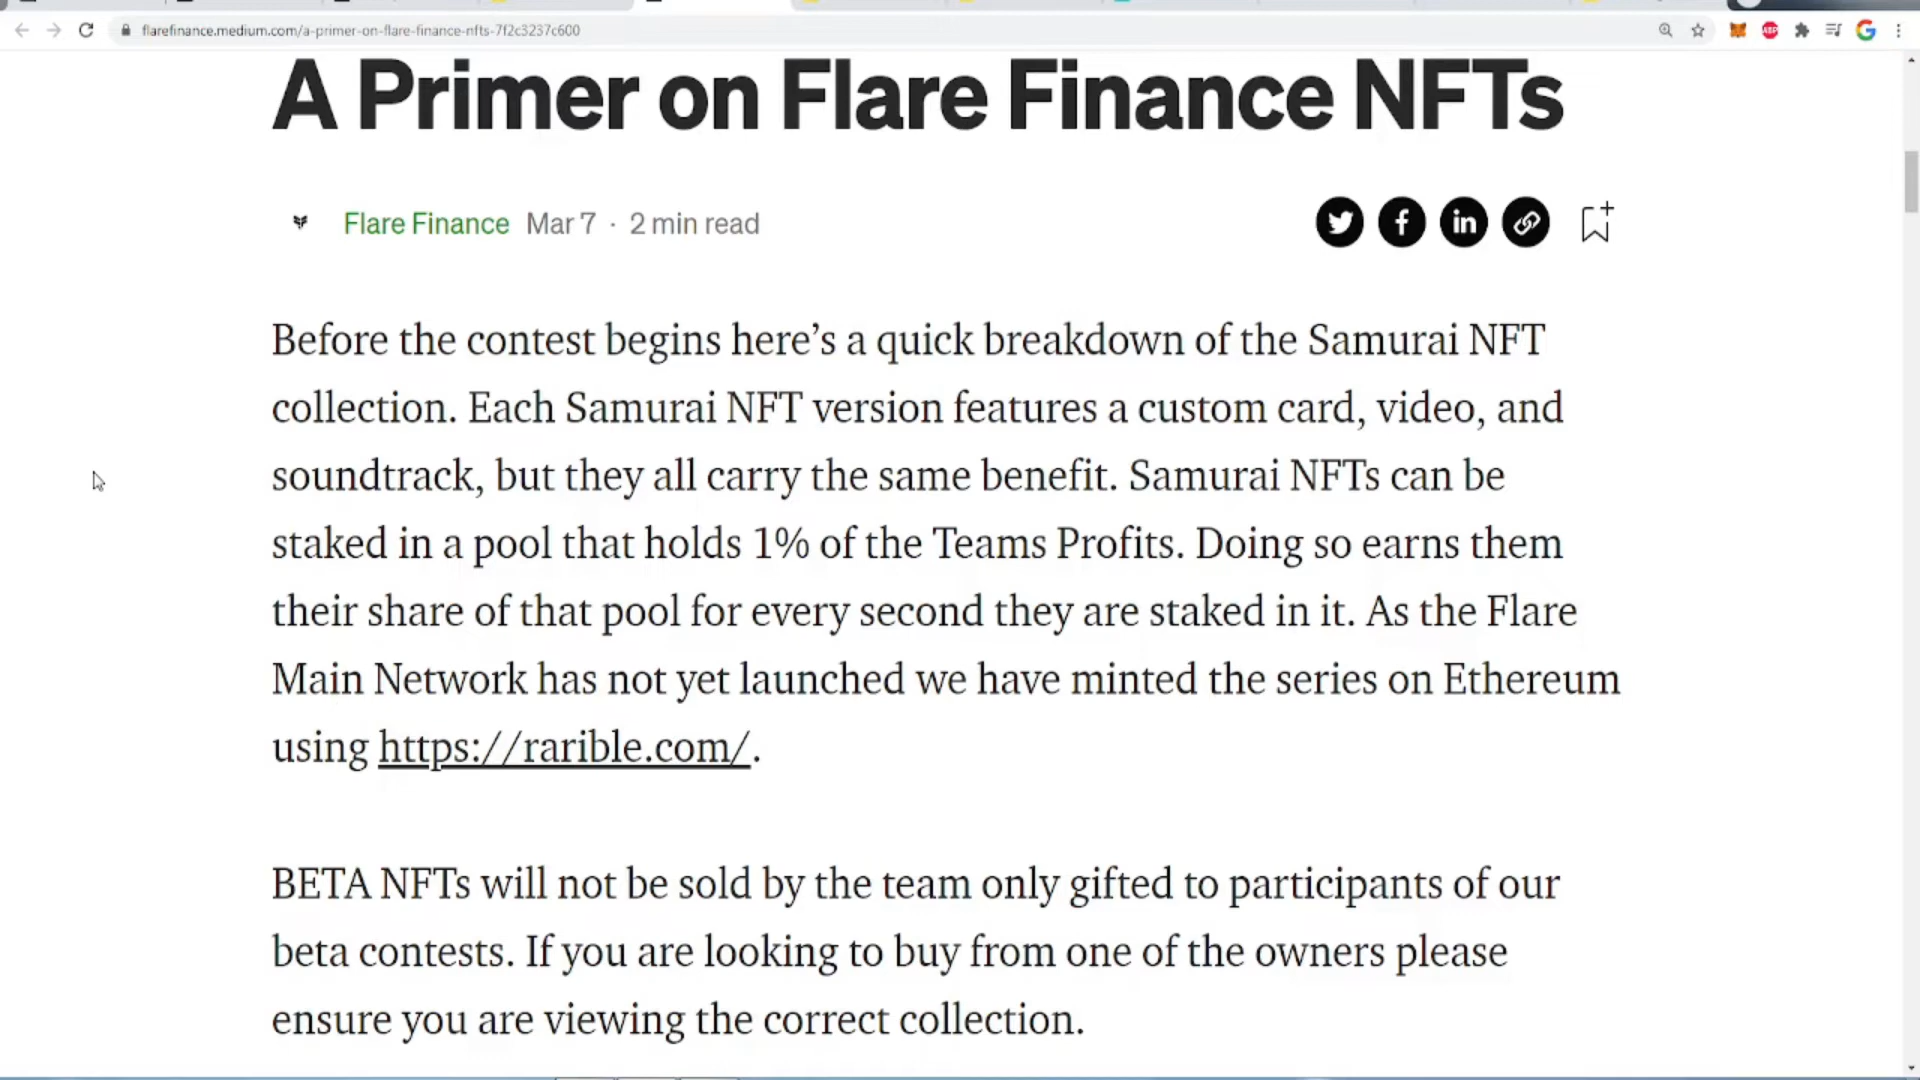 flarefinance.medium.com/a-primer-on-flare-finance-nfts-7f2c3237c600
ABP
A Primer on Flare Finance NFTs
Flare Finance Mar 7 · 2 min read
Before the contest begins here’s a quick breakdown of the Samurai NFT
collection. Each Samurai NFT version features a custom card, video, and
soundtrack, but they all carry the same benefit. Samurai NFTs can be
staked in a pool that holds 1% of the Teams Profits. Doing so earns them
their share of that pool for every second they are staked in it. As the Flare
Main Network has not yet launched we have minted the series on Ethereum
using https://rarible.com/.
BETA NFTs will not be sold by the team only gifted to participants of our
beta contests. If you are looking to buy from one of the owners please
ensure you are viewing the correct collection.